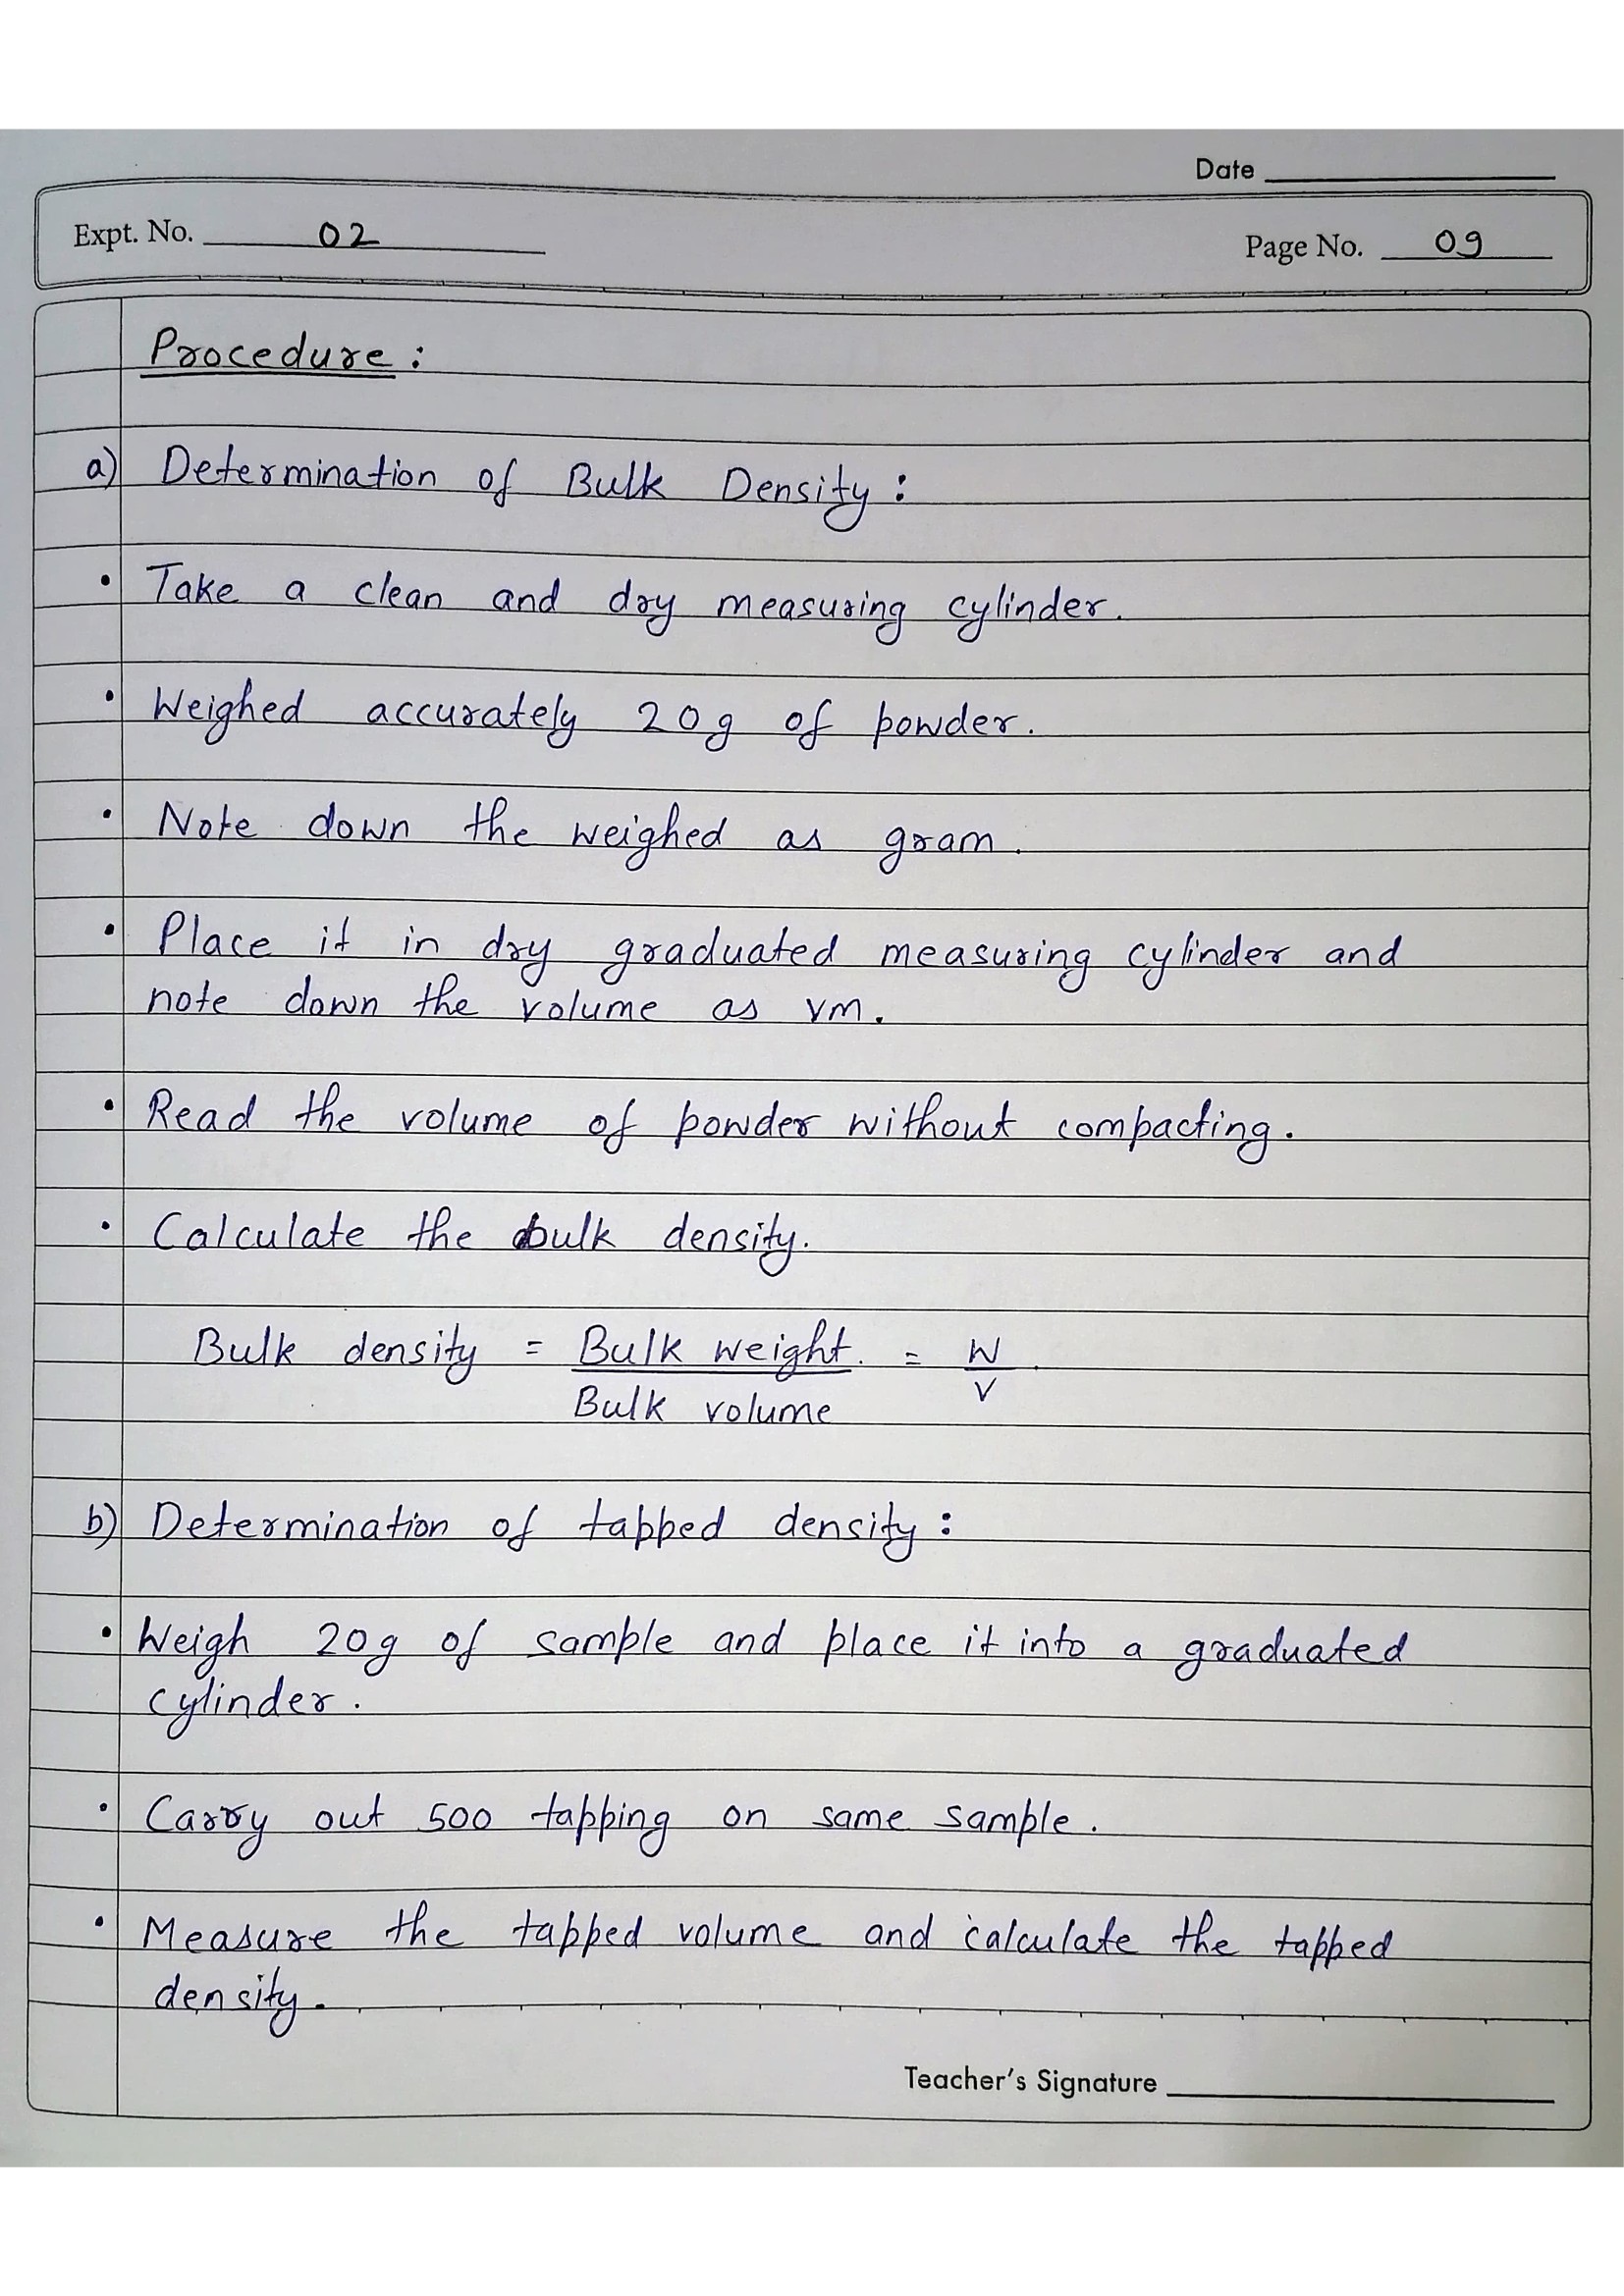 Date
Expt. No. 02
Page No. 09
Procedure :
a) Determination of Bulk Density :
• Take a clean and dry measuring cylinder.
• Weighed accurately 20g of powder.
• Note down the weighed as gram.
• Place it in dry graduated measuring cylinder and
note down the volume as vm.
• Read the volume of powder without compacting.
• Calculate the bulk density.
Bulk density = Bulk weight. = W
Bulk volume V
b) Determination of tapped density :
• Weigh 20g of sample and place it into a graduated
cylinder.
• Carry out 500 tapping on same sample.
• Measure the tapped volume and calculate the tapped
density.
Teacher's Signature